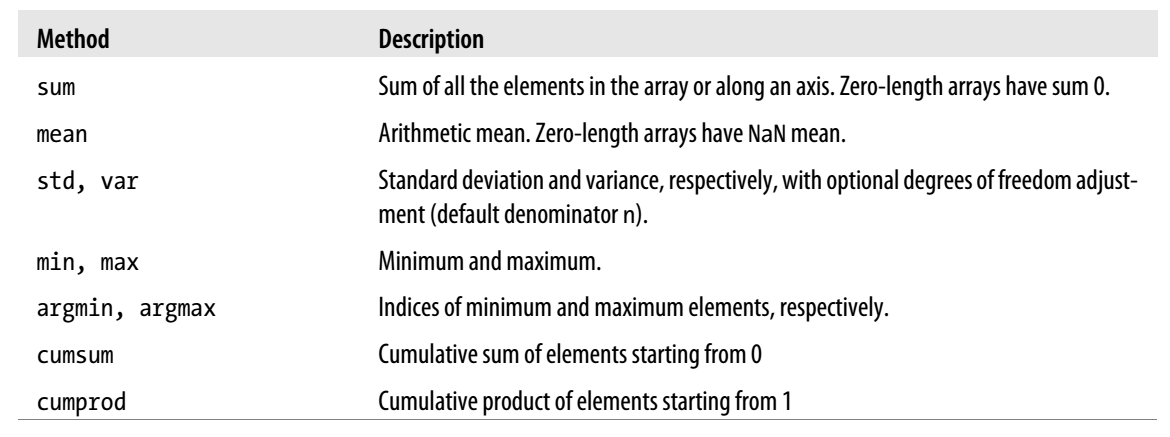 Method Description
sum Sum of all the elements in the array or along an axis. Zero-length arrays have sum 0.
mean Arithmetic mean. Zero-length arrays have NaN mean.
std, var Standard deviation and variance, respectively, with optional degrees of freedom adjust-
ment (default denominator n).
min, max Minimum and maximum.
argmin, argmax Indices of minimum and maximum elements, respectively.
cumsum Cumulative sum of elements starting from 0
cumprod Cumulative product of elements starting from 1